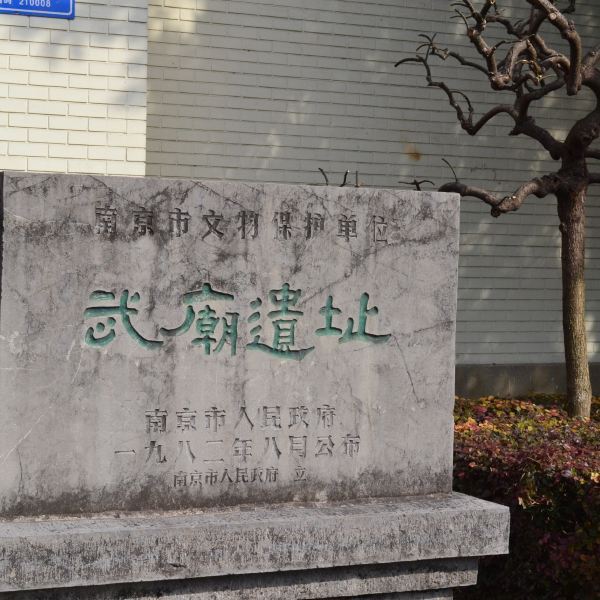 210008
南京市文物保护单位
武廟遺址
南京市人民政府
一九八二年八月公布
南京市人民政府 立